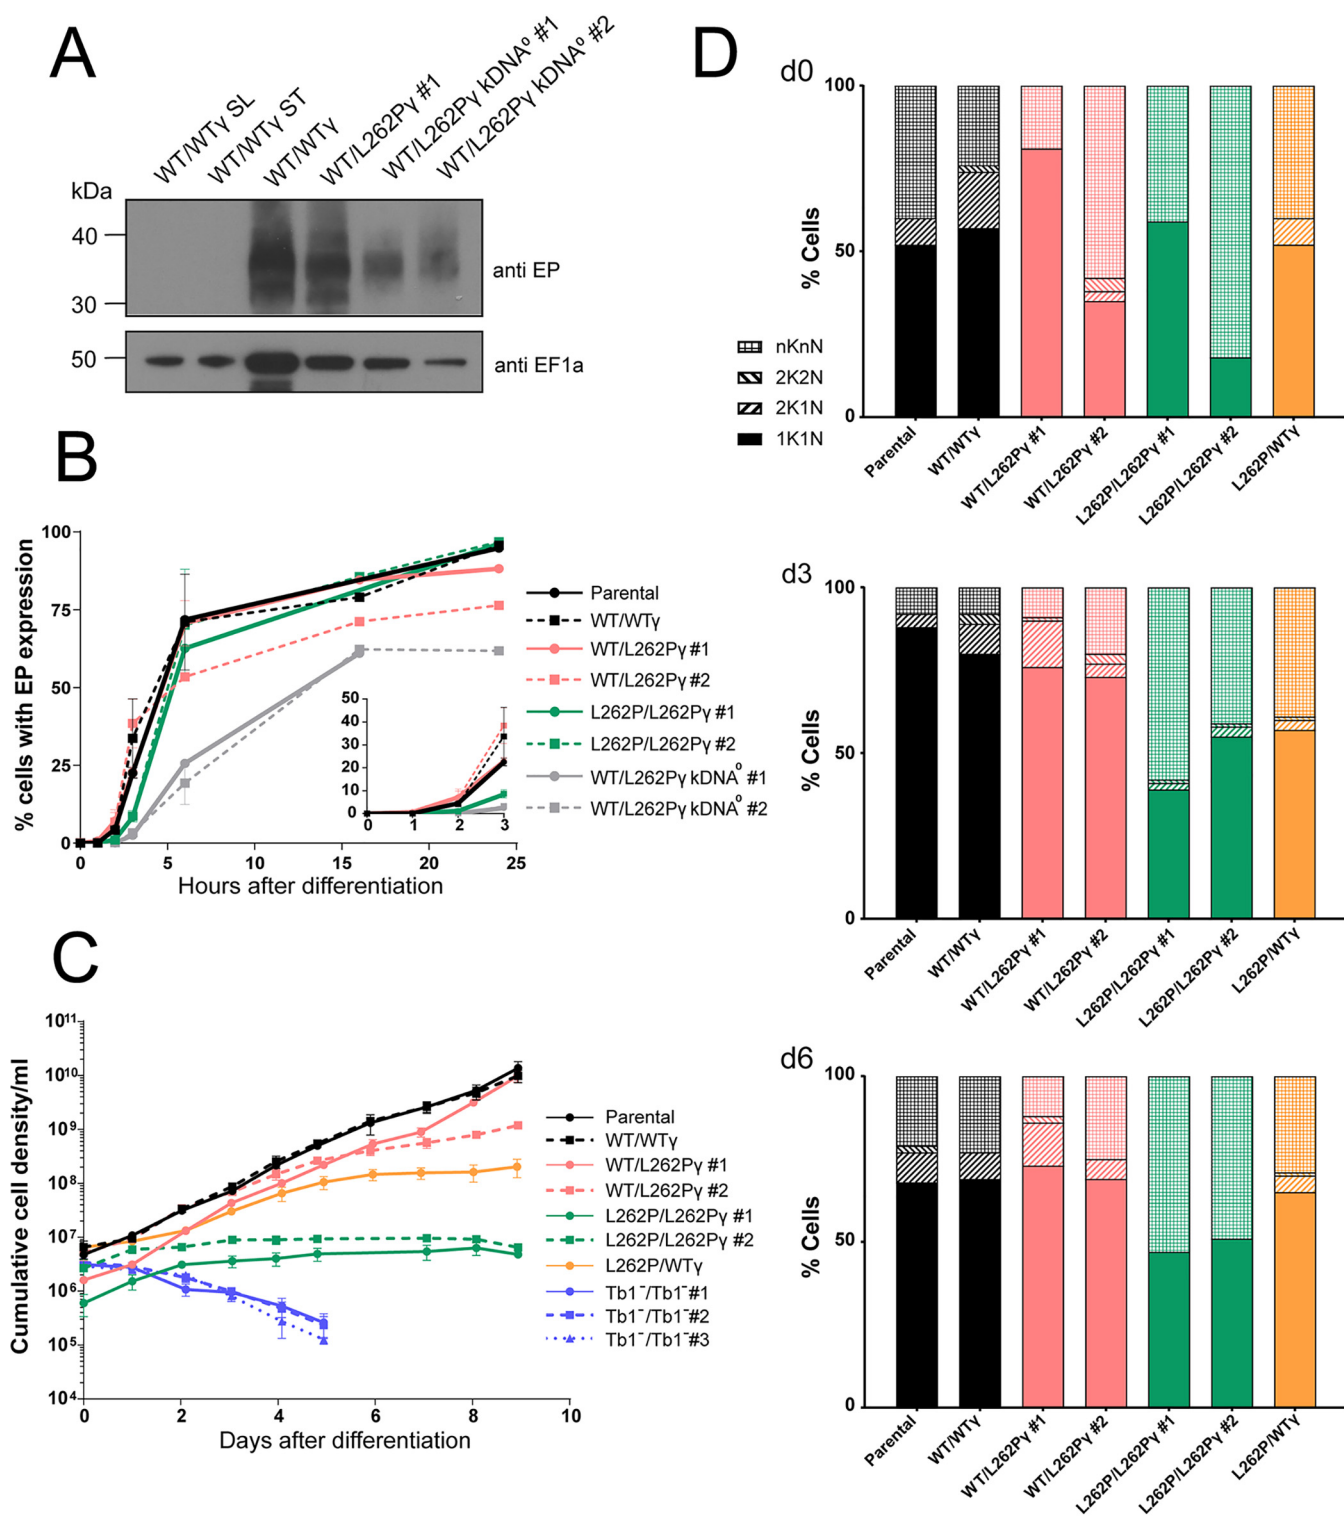 A
WT/WTγ SL
WT/WTγ ST
WT/WTγ
WT/L262Pγ #1
WT/L262Pγ kDNA⁰ #1
WT/L262Pγ kDNA⁰ #2
kDa
40
30
anti EP
50
anti EF1a
B
% cells with EP expression
100
75
50
25
0
0 5 10 15 20 25
Hours after differentiation
50
40
30
20
10
0
0 1 2 3
Parental
WT/WTγ
WT/L262Pγ #1
WT/L262Pγ #2
L262P/L262Pγ #1
L262P/L262Pγ #2
WT/L262Pγ kDNA⁰ #1
WT/L262Pγ kDNA⁰ #2
C
Cumulative cell density/ml
10¹¹
10¹⁰
10⁹
10⁸
10⁷
10⁶
10⁵
10⁴
0 2 4 6 8 10
Days after differentiation
Parental
WT/WTγ
WT/L262Pγ #1
WT/L262Pγ #2
L262P/L262Pγ #1
L262P/L262Pγ #2
L262P/WTγ
Tb1⁻/Tb1⁻#1
Tb1⁻/Tb1⁻#2
Tb1⁻/Tb1⁻#3
D
d0
% Cells
100
50
0
nKnN
2K2N
2K1N
1K1N
Parental
WT/WTγ
WT/L262Pγ #1
WT/L262Pγ #2
L262P/L262Pγ #1
L262P/L262Pγ #2
L262P/WTγ
d3
% Cells
100
50
0
Parental
WT/WTγ
WT/L262Pγ #1
WT/L262Pγ #2
L262P/L262Pγ #1
L262P/L262Pγ #2
L262P/WTγ
d6
% Cells
100
50
0
Parental
WT/WTγ
WT/L262Pγ #1
WT/L262Pγ #2
L262P/L262Pγ #1
L262P/L262Pγ #2
L262P/WTγ